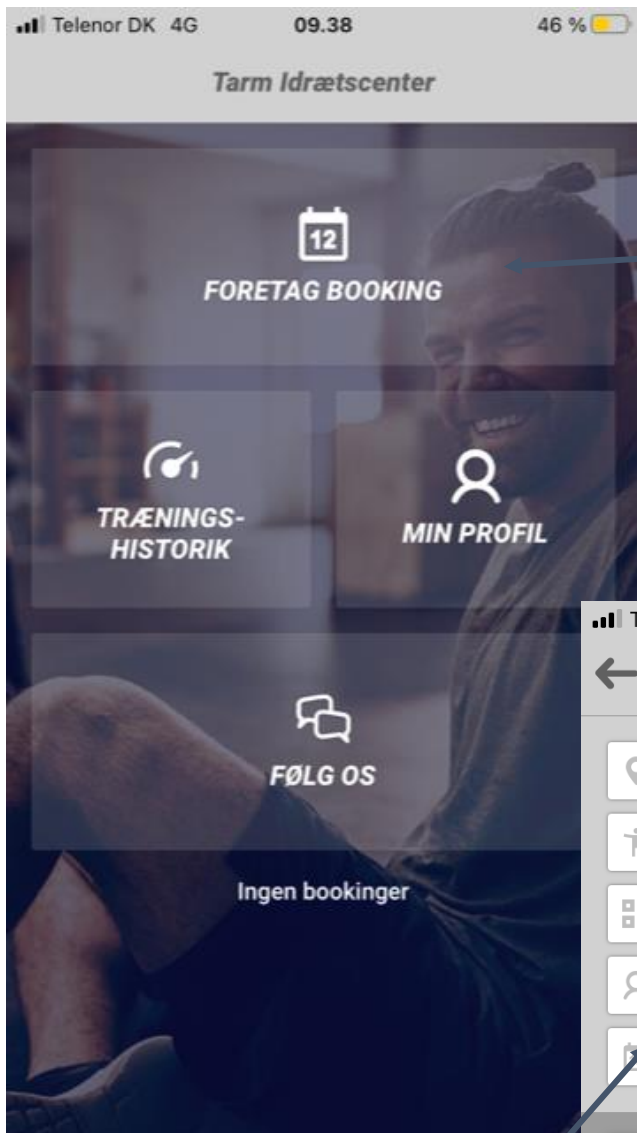 Telenor DK 4G 09.38 46 %
Tarm Idrætscenter
12
FORETAG BOOKING
TRÆNINGS-
HISTORIK
MIN PROFIL
FØLG OS
Ingen bookinger